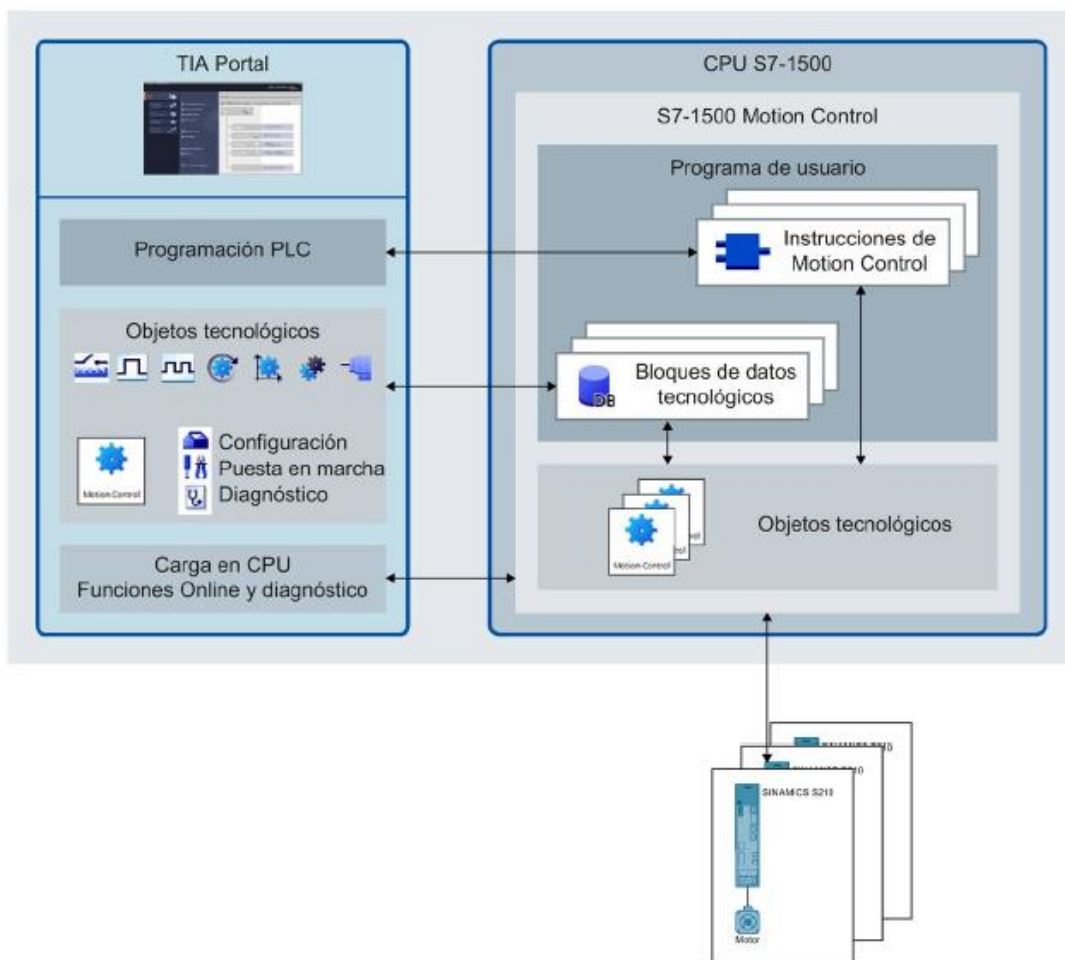 TIA Portal
Programación PLC
Objetos tecnológicos
Motion Control
Configuración
Puesta en marcha
Diagnóstico
Carga en CPU
Funciones Online y diagnóstico
CPU S7-1500
S7-1500 Motion Control
Programa de usuario
Instrucciones de
Motion Control
DB
Bloques de datos
tecnológicos
Motion Control
Objetos tecnológicos
SINAMICS S210
Motor